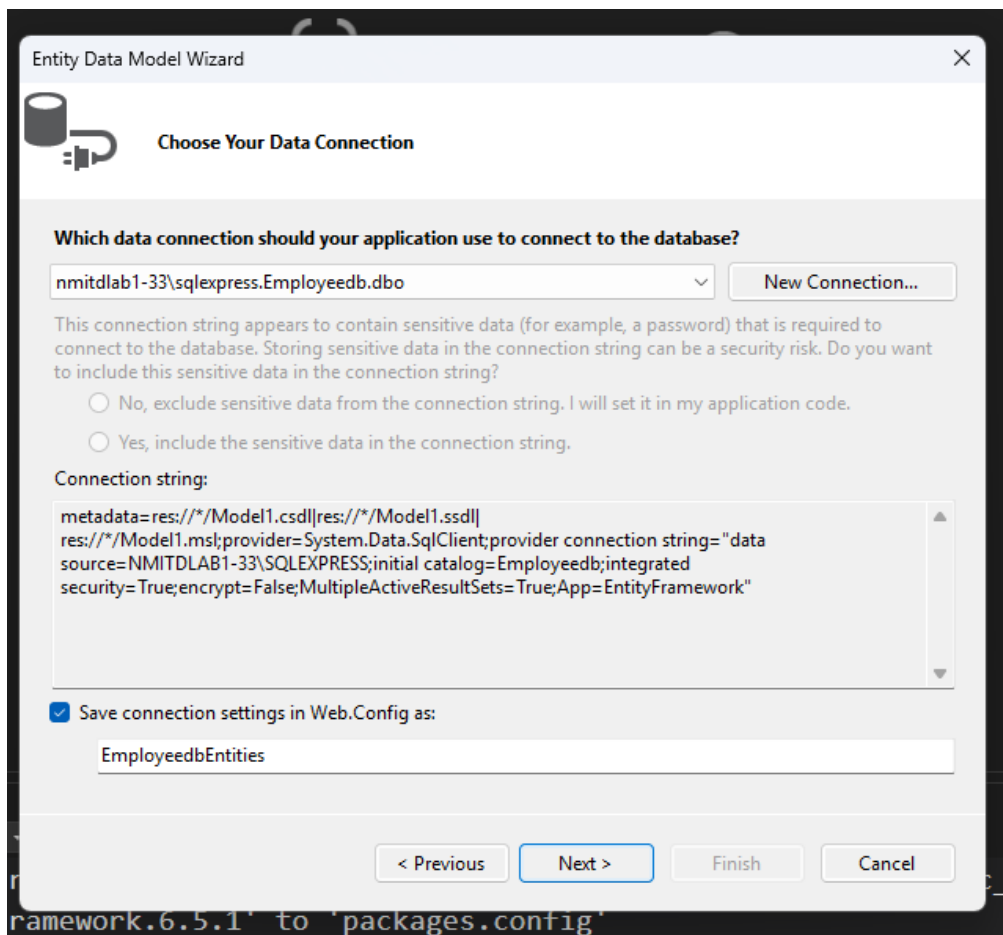 Entity Data Model Wizard
Choose Your Data Connection
Which data connection should your application use to connect to the database?
nmitdlab1-33\sqlexpress.Employeedb.dbo
New Connection...
This connection string appears to contain sensitive data (for example, a password) that is required to
connect to the database. Storing sensitive data in the connection string can be a security risk. Do you want
to include this sensitive data in the connection string?
No, exclude sensitive data from the connection string. I will set it in my application code.
Yes, include the sensitive data in the connection string.
Connection string:
metadata=res://*/Model1.csdl|res://*/Model1.ssdl|
res://*/Model1.msl;provider=System.Data.SqlClient;provider connection string="data
source=NMITDLAB1-33\SQLEXPRESS;initial catalog=Employeedb;integrated
security=True;encrypt=False;MultipleActiveResultSets=True;App=EntityFramework"
Save connection settings in Web.Config as:
EmployeedbEntities
< Previous
Next >
Finish
Cancel
ramework.6.5.1' to 'packages.config'